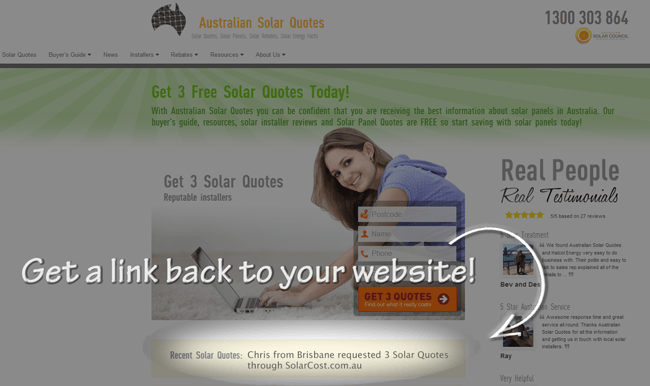 Australian Solar Quotes
Solar Quotes, Solar Panels, Solar Rebates, Solar Energy Facts
1300 303 864
SOLAR COUNCIL
Solar Quotes Buyer's Guide News Installers Rebates Resources About Us
Get 3 Free Solar Quotes Today!
With Australian Solar Quotes you can be confident that you are receiving the best information about solar panels in Australia. Our
buyer's guide, resources, solar installer reviews and Solar Panel Quotes are FREE so start saving with solar panels today!
Get 3 Solar Quotes
Reputable installers
Postcode
Name
Phone
GET 3 QUOTES
Find out what it really costs
Real People
Real Testimonials
5/5 based on 27 reviews
Treatment
We found Australian Solar Quotes
and Natcol Energy very easy to do
business with. Their polite and easy to
talk to sales rep explained all of the
to ...
Bev and Des
5 Star Service
Awesome response time and great
service all round. Thanks Australian
Solar Quotes for all the information
and getting us in touch with local solar
installers.
Ray
Very Helpful
Get a link back to your website!
Recent Solar Quotes: Chris from Brisbane requested 3 Solar Quotes
through SolarCost.com.au